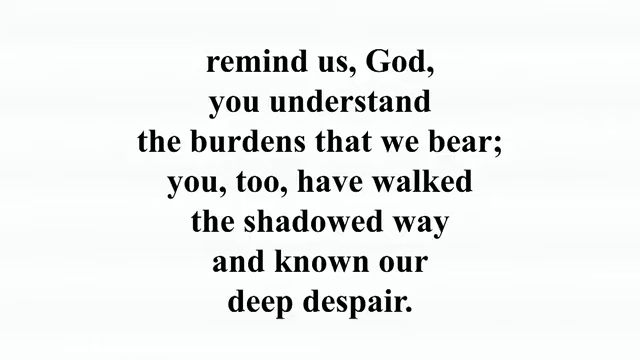 remind us, God,
you understand
the burdens that we bear;
you, too, have walked
the shadowed way
and known our
deep despair.